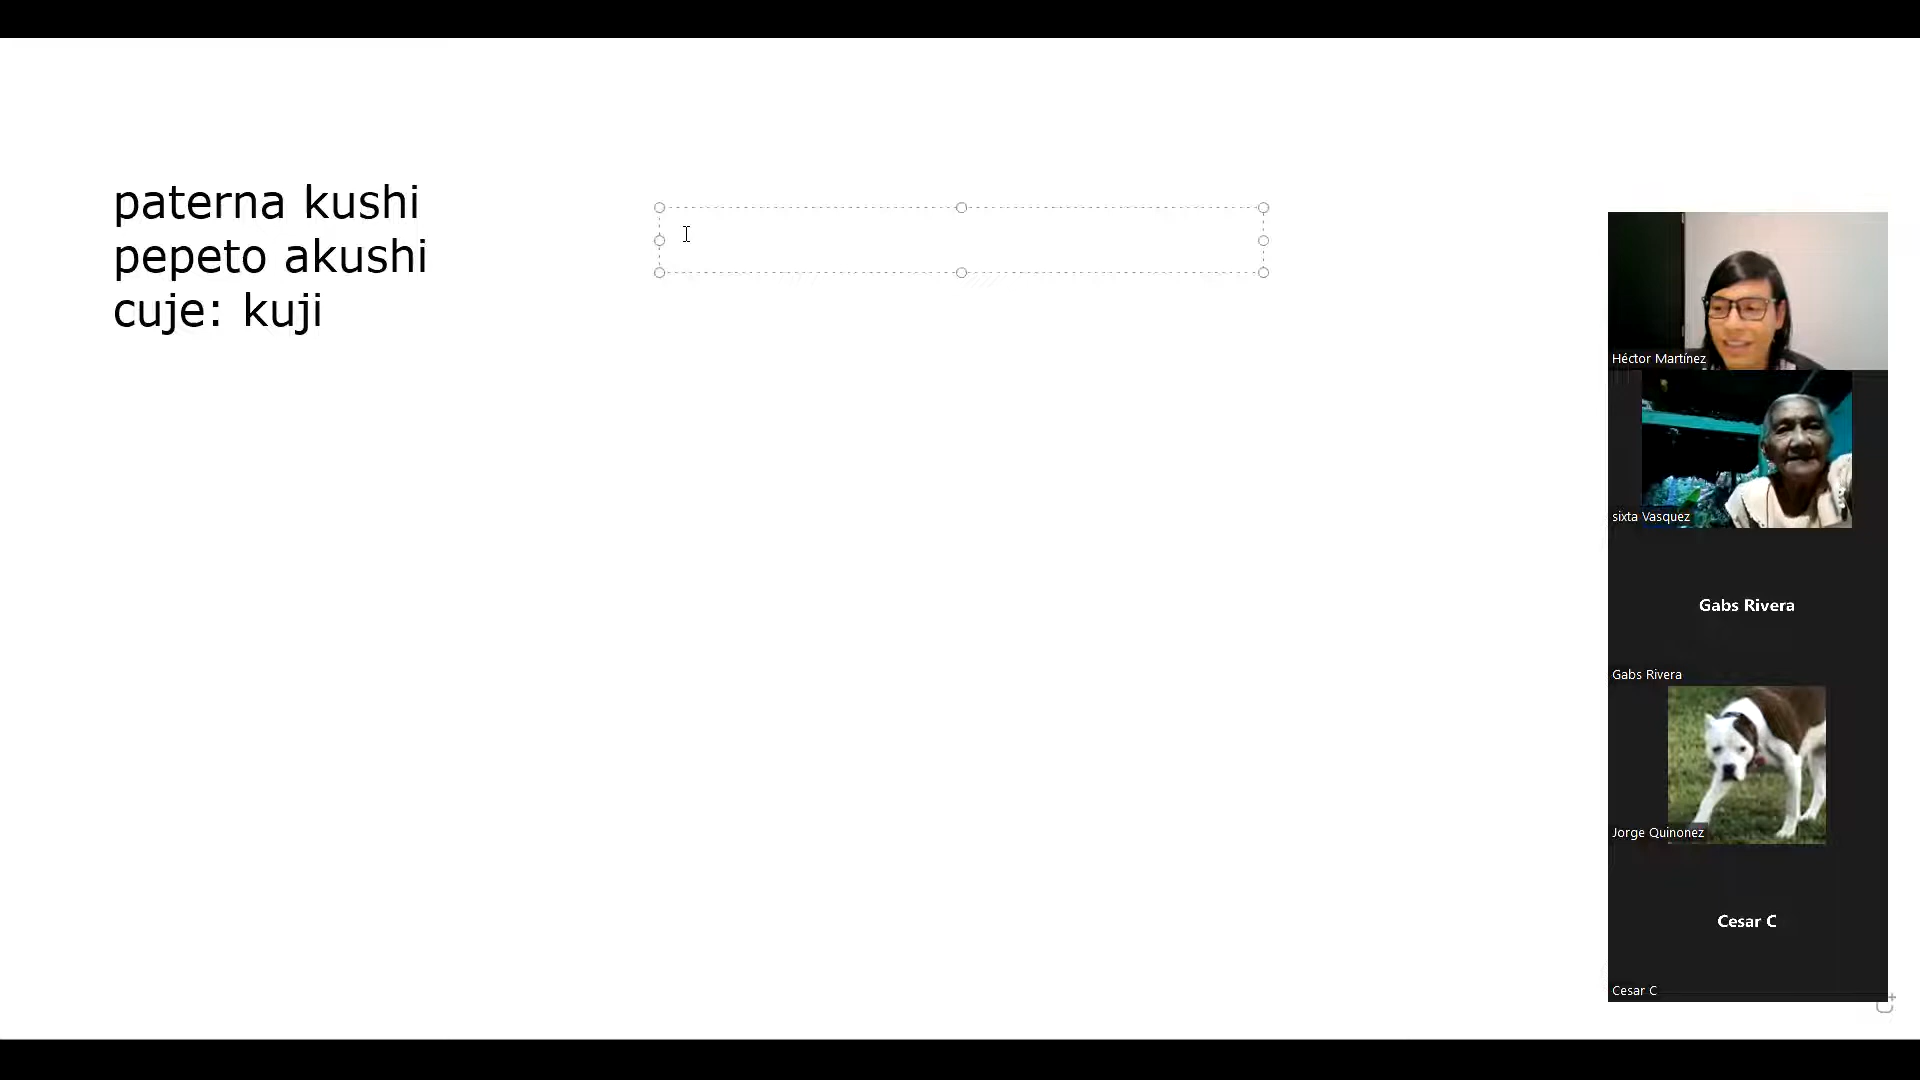 paterna kushi
pepeto akushi
cuje: kuji
Héctor Martínez
sixta Vasquez
Gabs Rivera
Gabs Rivera
Jorge Quinonez
Cesar C
Cesar C